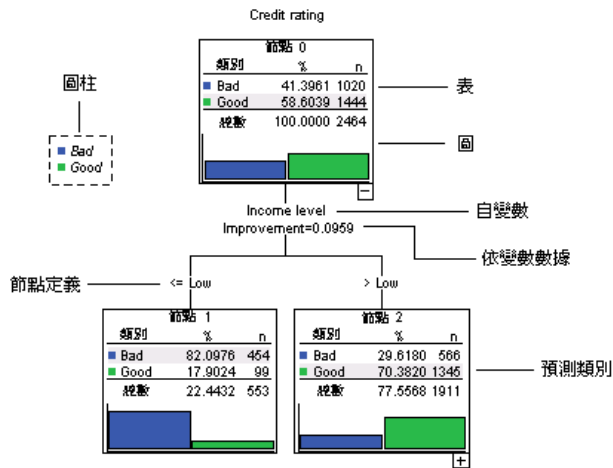 Credit rating
節點 0
類別 % n
Bad 41.3961 1020
Good 58.6039 1444
總數 100.0000 2464
表
圖
圖柱
Bad
Good
Income level
自變數
Improvement=0.0959
依變數數據
節點定義
<= Low
> Low
節點 1
類別 % n
Bad 82.0976 454
Good 17.9024 99
總數 22.4432 553
節點 2
類別 % n
Bad 29.6180 566
Good 70.3820 1345
總數 77.5568 1911
預測類別